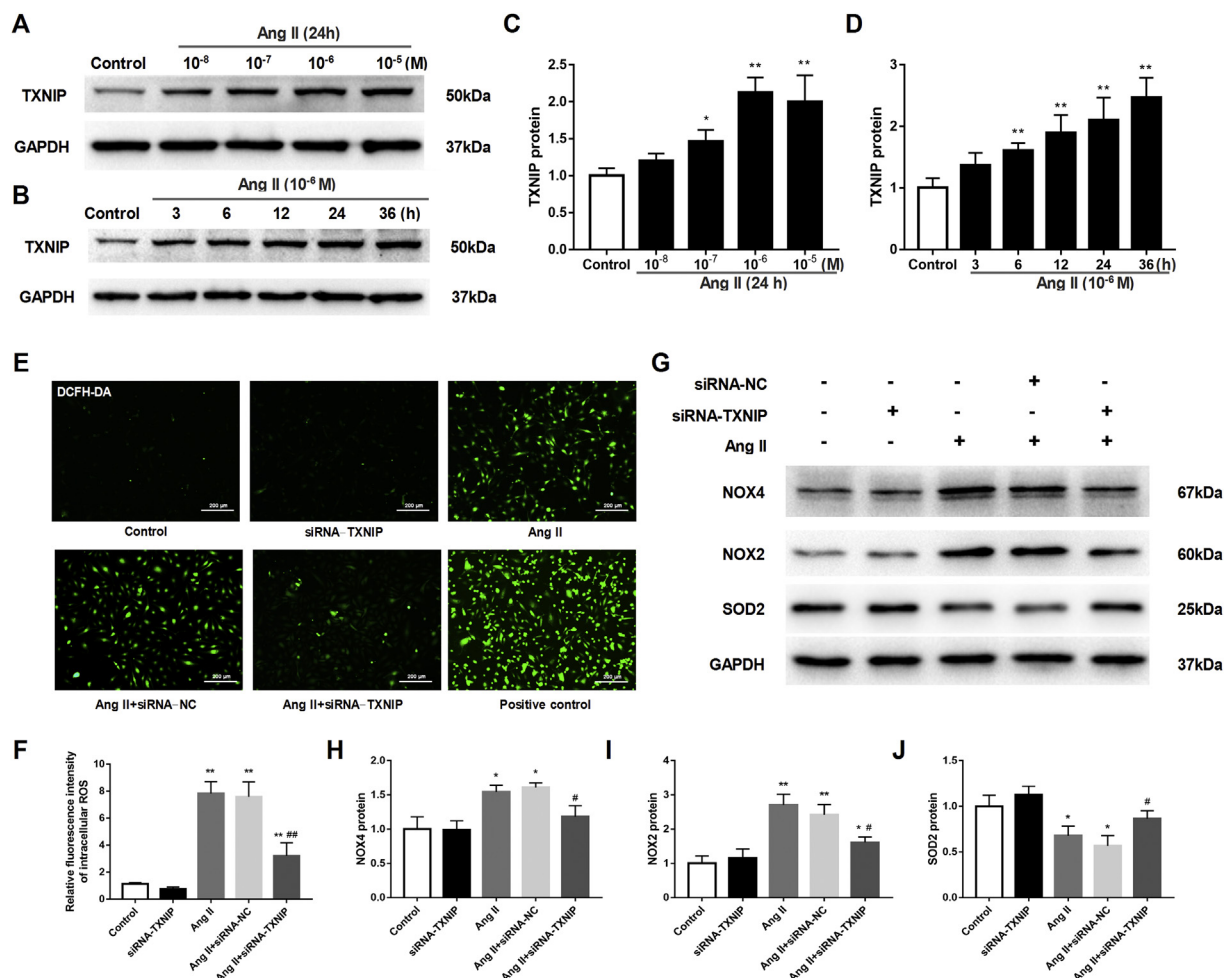 A
Ang II (24h)
Control 10-8 10-7 10-6 10-5 (M)
TXNIP 50kDa
GAPDH 37kDa
B
Ang II (10-6 M)
Control 3 6 12 24 36 (h)
TXNIP 50kDa
GAPDH 37kDa
C
TXNIP protein
2.5
2.0
1.5
1.0
0.5
0.0
* ** **
Control 10-8 10-7 10-6 10-5 (M)
Ang II (24 h)
D
TXNIP protein
3
2
1
0
** ** ** **
Control 3 6 12 24 36 (h)
Ang II (10-6 M)
E
DCFH-DA
200 μm 200 μm 200 μm
Control siRNA–TXNIP Ang II
200 μm 200 μm 200 μm
Ang II+siRNA–NC Ang II+siRNA–TXNIP Positive control
G
siRNA-NC - - - + -
siRNA-TXNIP - + - - +
Ang II - - + + +
NOX4 67kDa
NOX2 60kDa
SOD2 25kDa
GAPDH 37kDa
F
Relative fluorescence intensity
of intracellular ROS
10
8
6
4
2
0
** ** ** ##
Control
siRNA-TXNIP
Ang II
Ang II+siRNA-NC
Ang II+siRNA-TXNIP
H
NOX4 protein
2.0
1.5
1.0
0.5
0.0
* * #
Control
siRNA-TXNIP
Ang II
Ang II+siRNA-NC
Ang II+siRNA-TXNIP
I
NOX2 protein
4
3
2
1
0
** ** * #
Control
siRNA-TXNIP
Ang II
Ang II+siRNA-NC
Ang II+siRNA-TXNIP
J
SOD2 protein
1.5
1.0
0.5
0.0
* * #
Control
siRNA-TXNIP
Ang II
Ang II+siRNA-NC
Ang II+siRNA-TXNIP